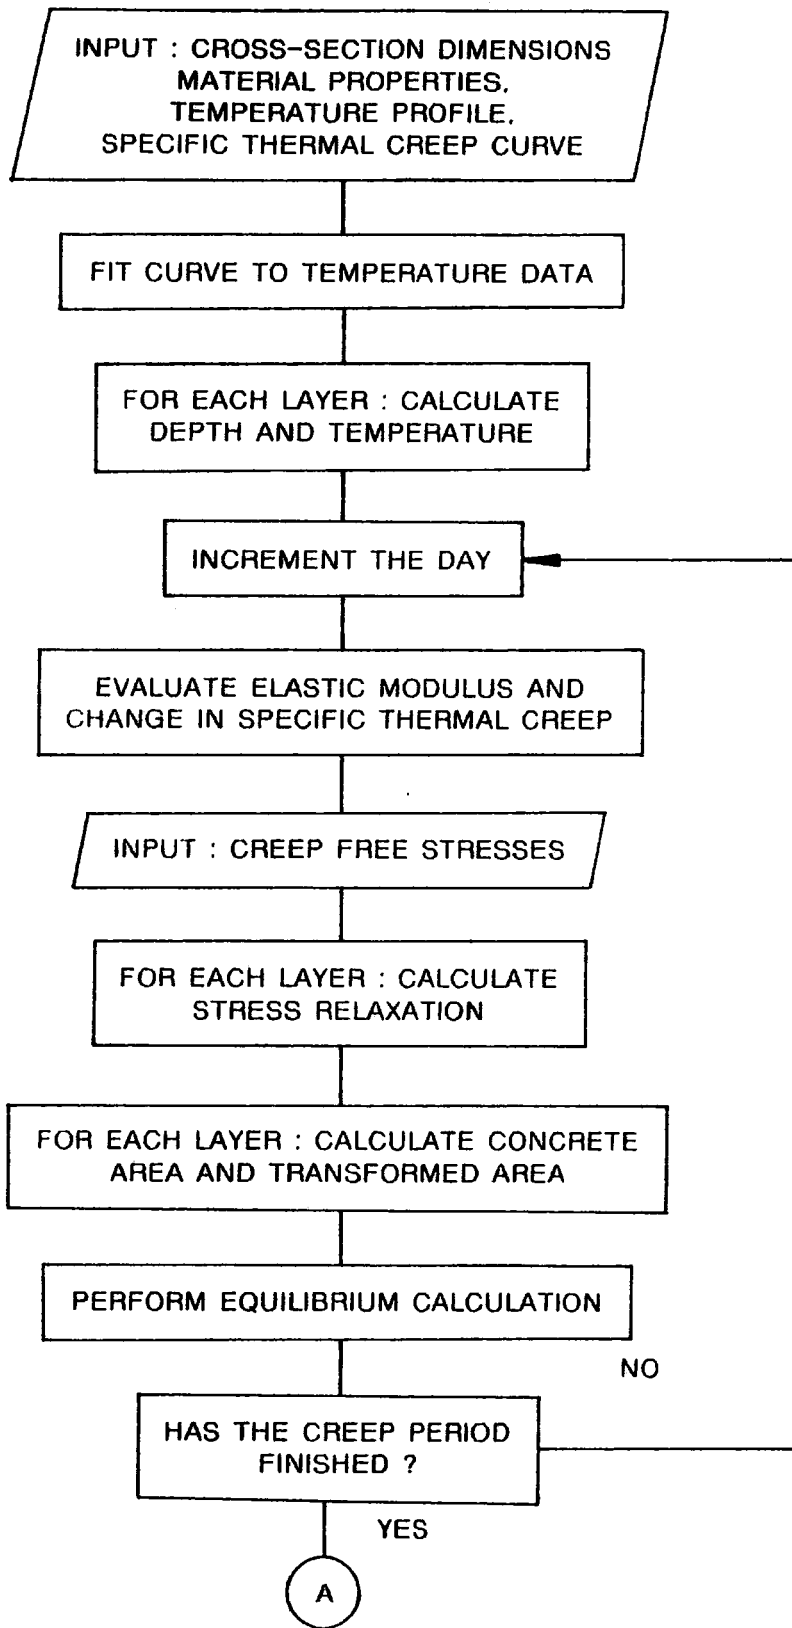 INPUT : CROSS-SECTION DIMENSIONS
MATERIAL PROPERTIES.
TEMPERATURE PROFILE.
SPECIFIC THERMAL CREEP CURVE
FIT CURVE TO TEMPERATURE DATA
FOR EACH LAYER : CALCULATE
DEPTH AND TEMPERATURE
INCREMENT THE DAY
EVALUATE ELASTIC MODULUS AND
CHANGE IN SPECIFIC THERMAL CREEP
INPUT : CREEP FREE STRESSES
FOR EACH LAYER : CALCULATE
STRESS RELAXATION
FOR EACH LAYER : CALCULATE CONCRETE
AREA AND TRANSFORMED AREA
PERFORM EQUILIBRIUM CALCULATION
NO
HAS THE CREEP PERIOD
FINISHED ?
YES
A